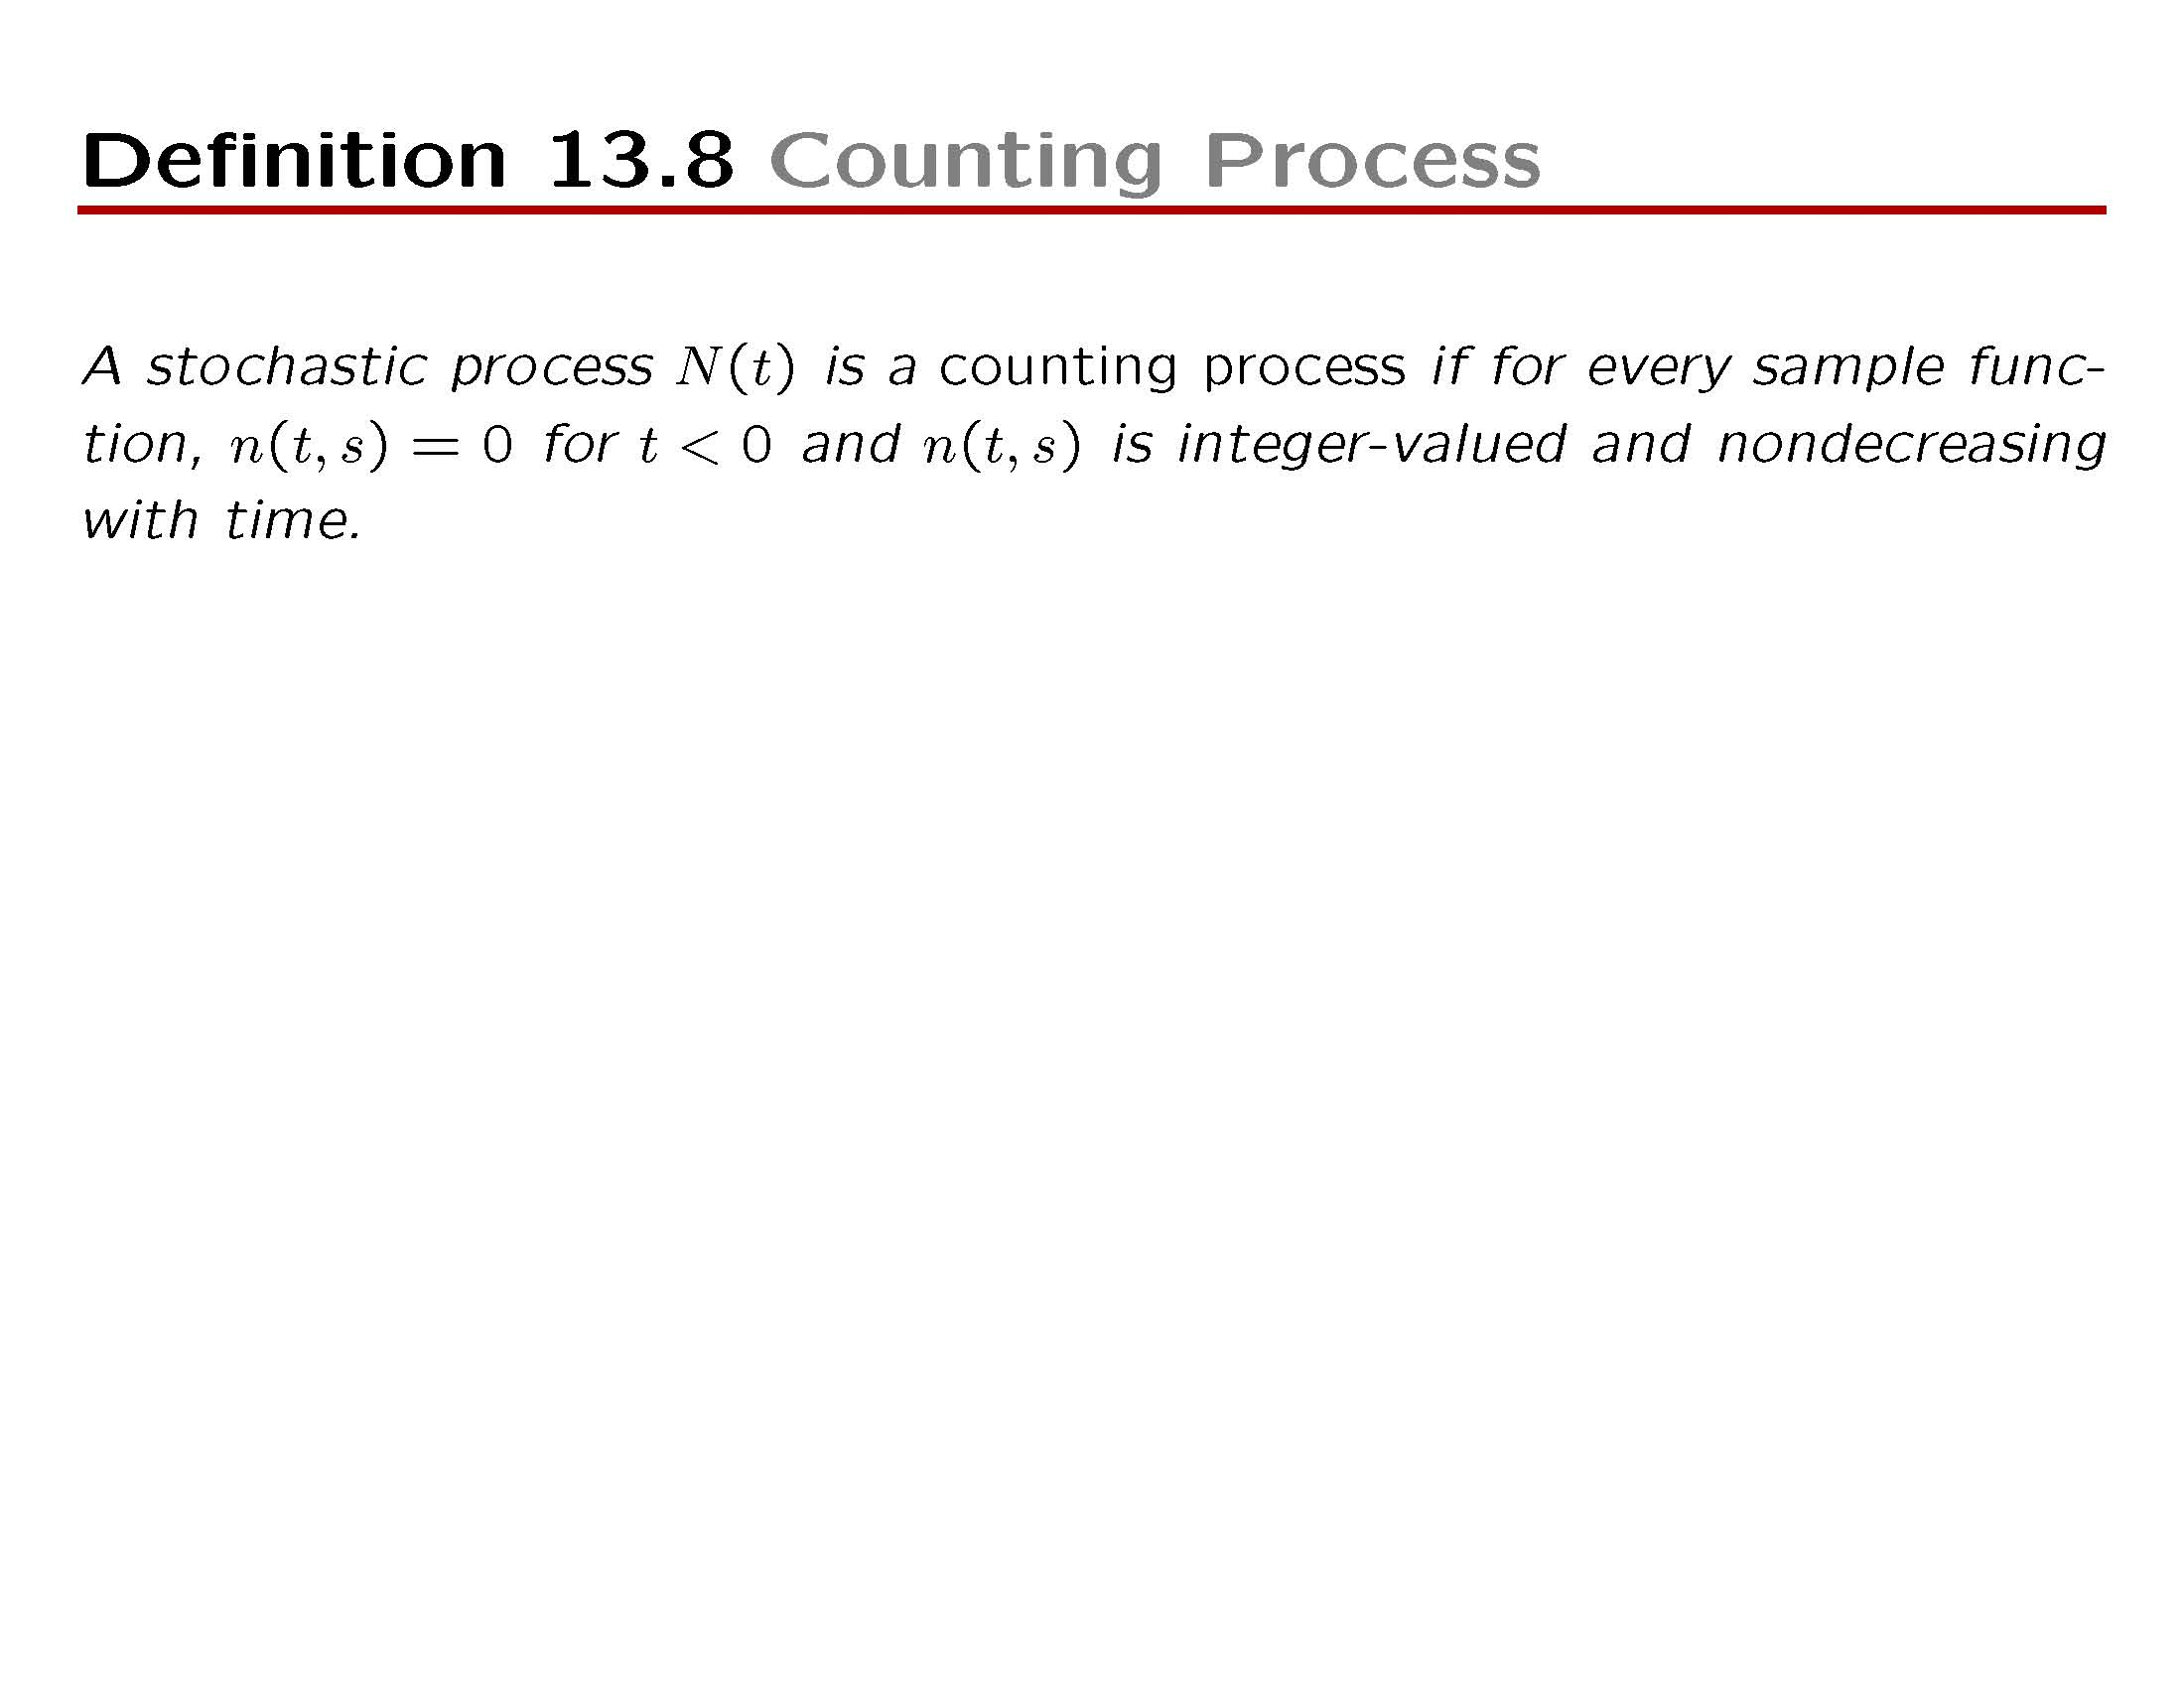 Definition 13.8 Counting Process
A stochastic process N(t) is a counting process if for every sample func-
tion, n(t, s) = 0 for t < 0 and n(t, s) is integer-valued and nondecreasing
with time.